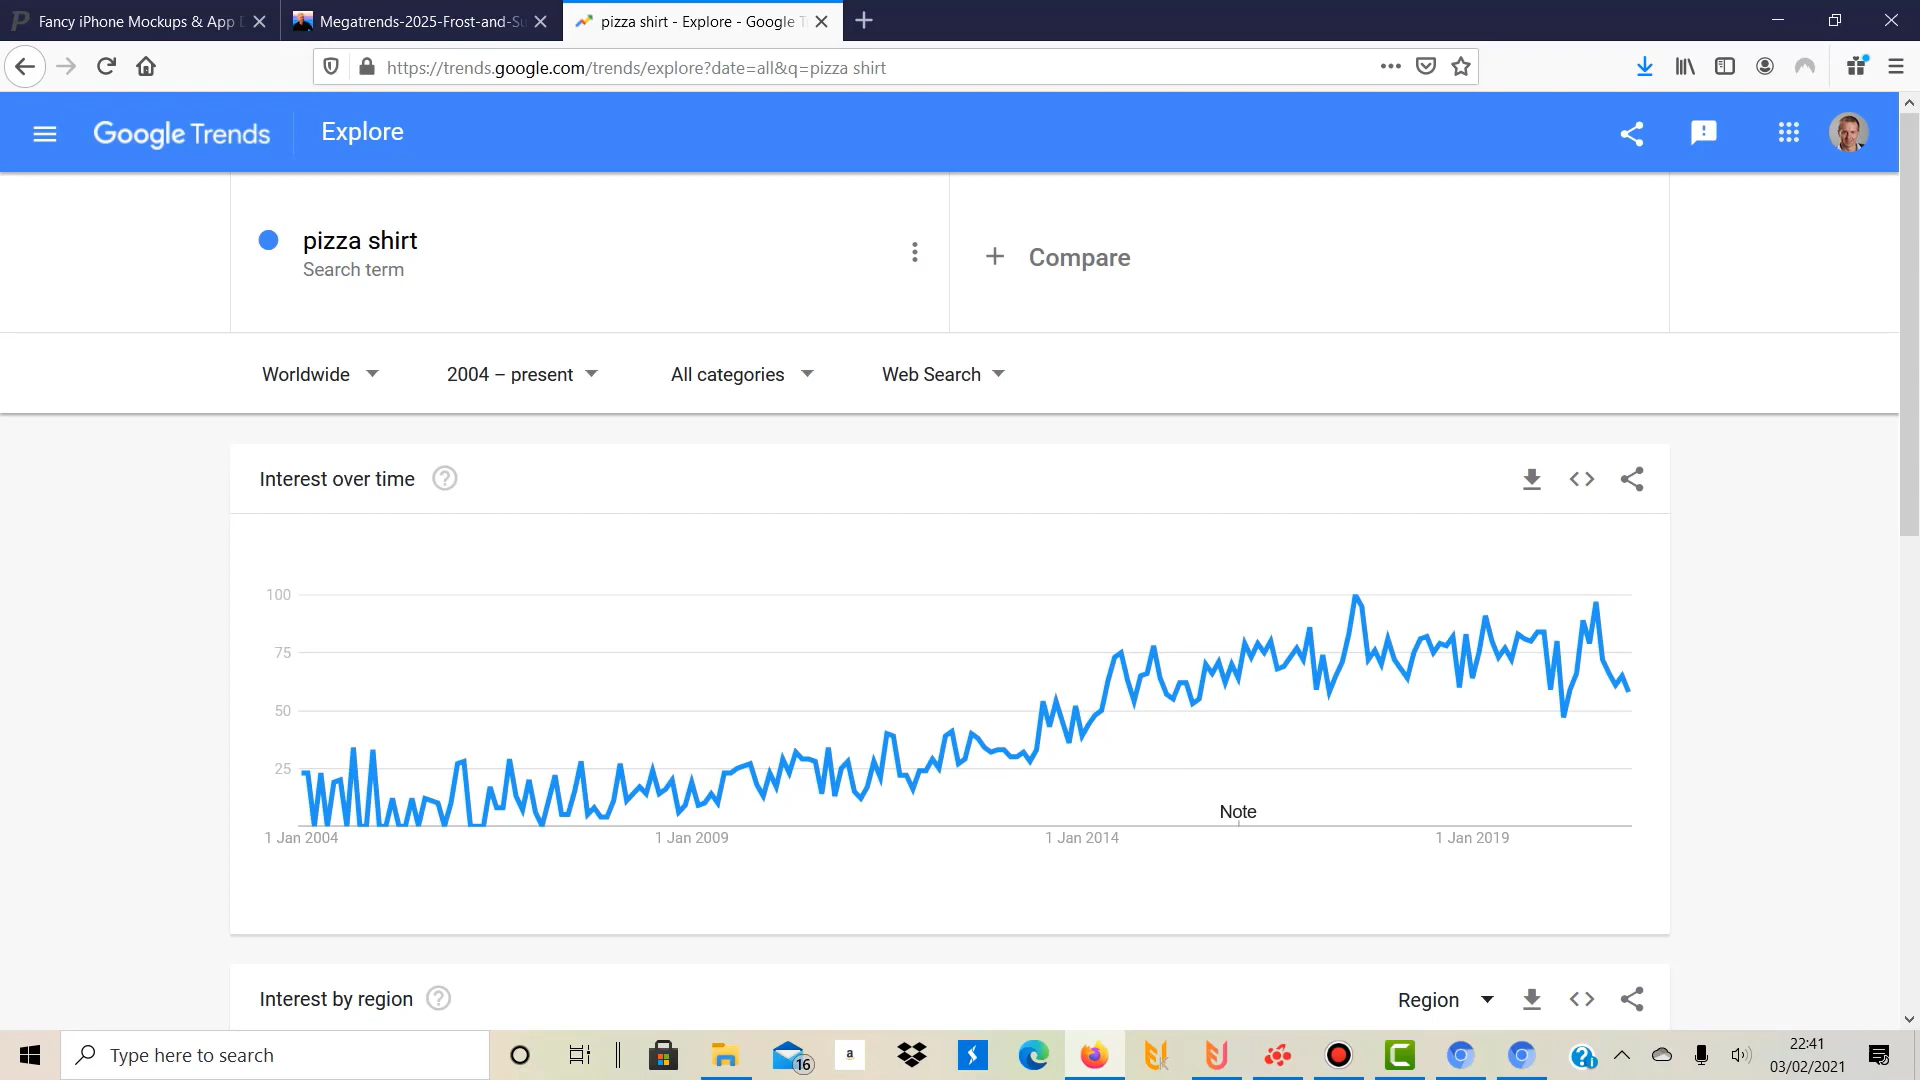 Fancy iPhone Mockups & App D
Megatrends-2025-Frost-and-Su
pizza shirt - Explore - Google T
https://trends.google.com/trends/explore?date=all&q=pizza shirt
Google Trends
Explore
pizza shirt
Search term
+ Compare
Worldwide
2004 – present
All categories
Web Search
Interest over time
100
75
50
25
Note
1 Jan 2004
1 Jan 2009
1 Jan 2014
1 Jan 2019
Interest by region
Region
Type here to search
16
a
22:41
03/02/2021